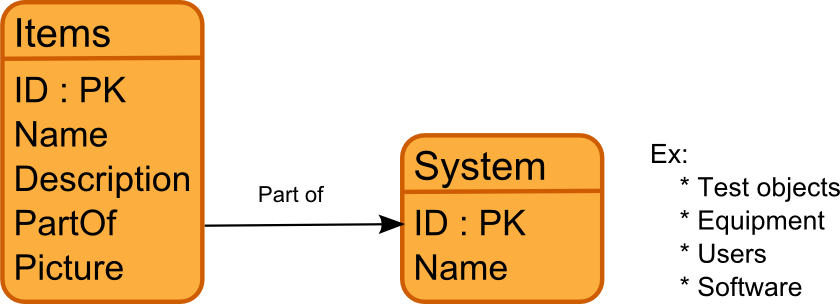 Items
ID : PK
Name
Description
PartOf
Picture
Part of
System
ID : PK
Name
Ex:
* Test objects
* Equipment
* Users
* Software